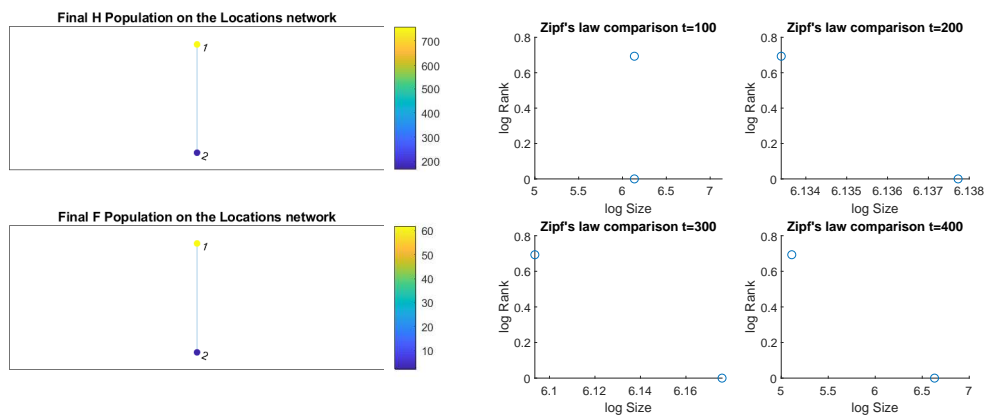 Final H Population on the Locations network
1
2
700
600
500
400
300
200
Final F Population on the Locations network
1
2
60
50
40
30
20
10
Zipf's law comparison t=100
0.8
0.6
0.4
0.2
0
log Rank
5 5.5 6 6.5 7
log Size
Zipf's law comparison t=200
0.8
0.6
0.4
0.2
0
log Rank
6.134 6.135 6.136 6.137 6.138
log Size
Zipf's law comparison t=300
0.8
0.6
0.4
0.2
0
log Rank
6.1 6.12 6.14 6.16
log Size
Zipf's law comparison t=400
0.8
0.6
0.4
0.2
0
log Rank
5 5.5 6 6.5 7
log Size